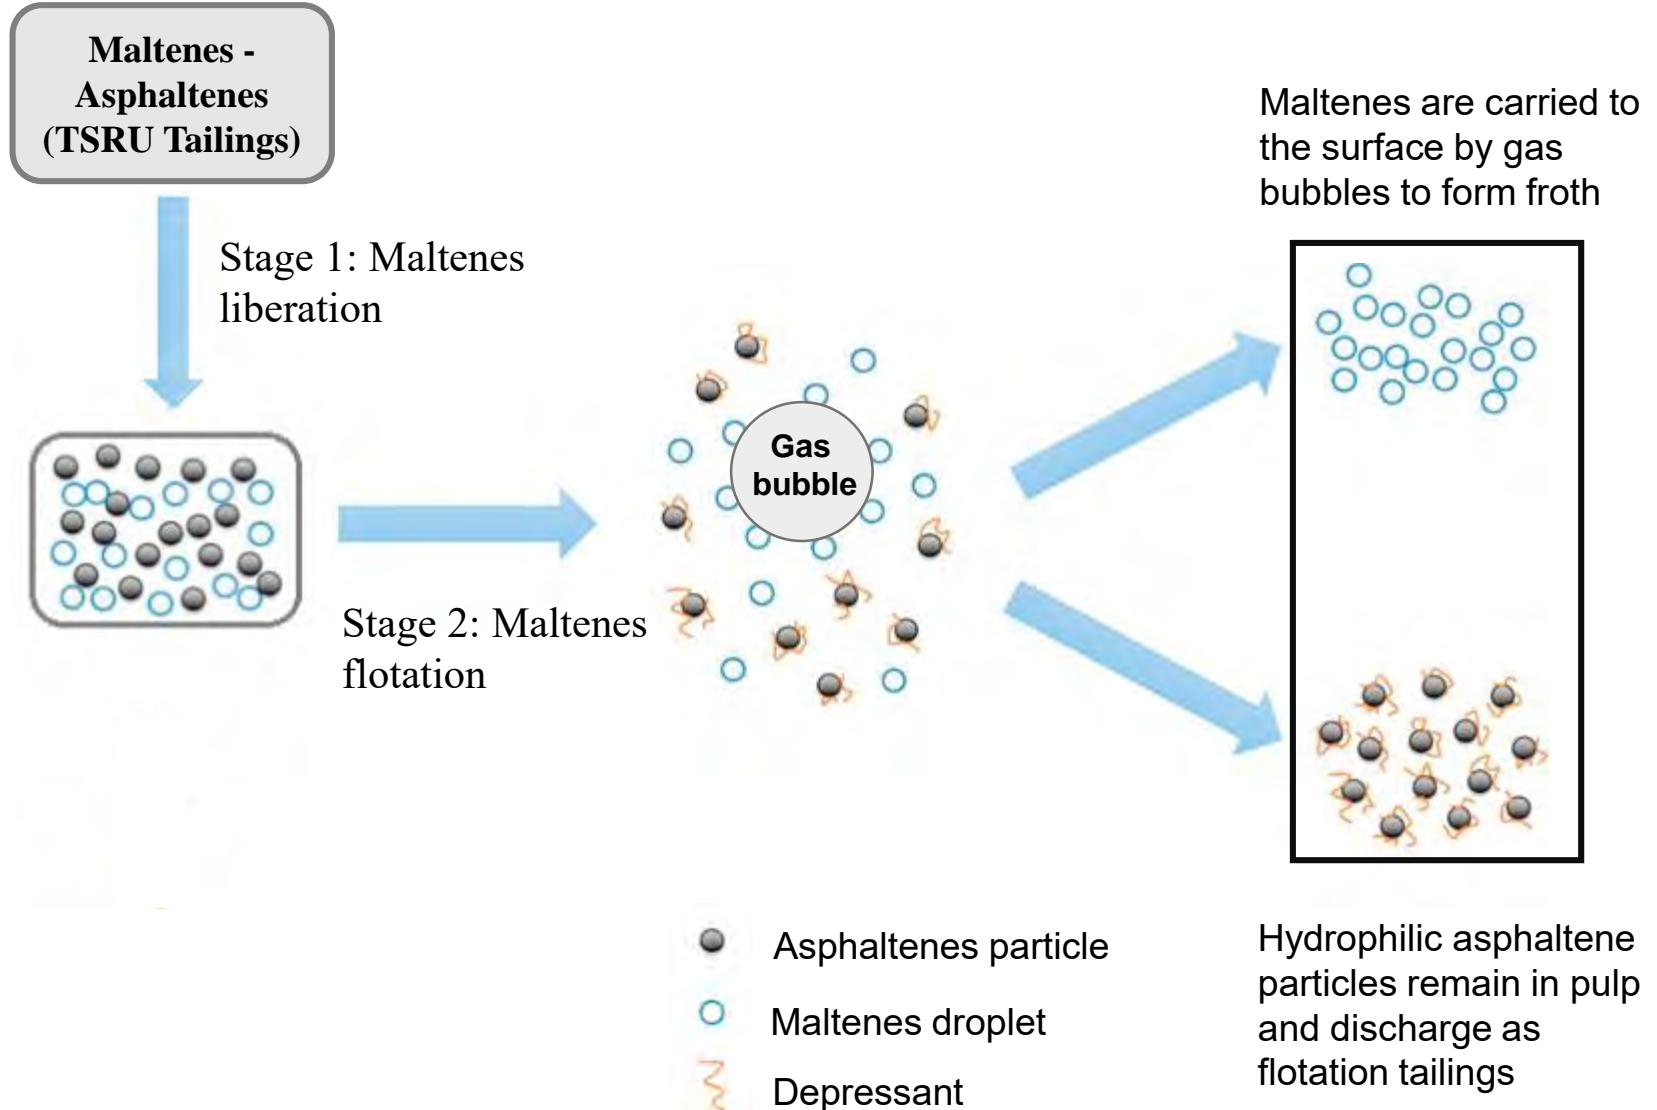 Maltenes -
Asphaltenes
(TSRU Tailings)
Stage 1: Maltenes
liberation
Stage 2: Maltenes
flotation
Gas
bubble
Maltenes are carried to
the surface by gas
bubbles to form froth
Asphaltenes particle
Maltenes droplet
Depressant
Hydrophilic asphaltene
particles remain in pulp
and discharge as
flotation tailings